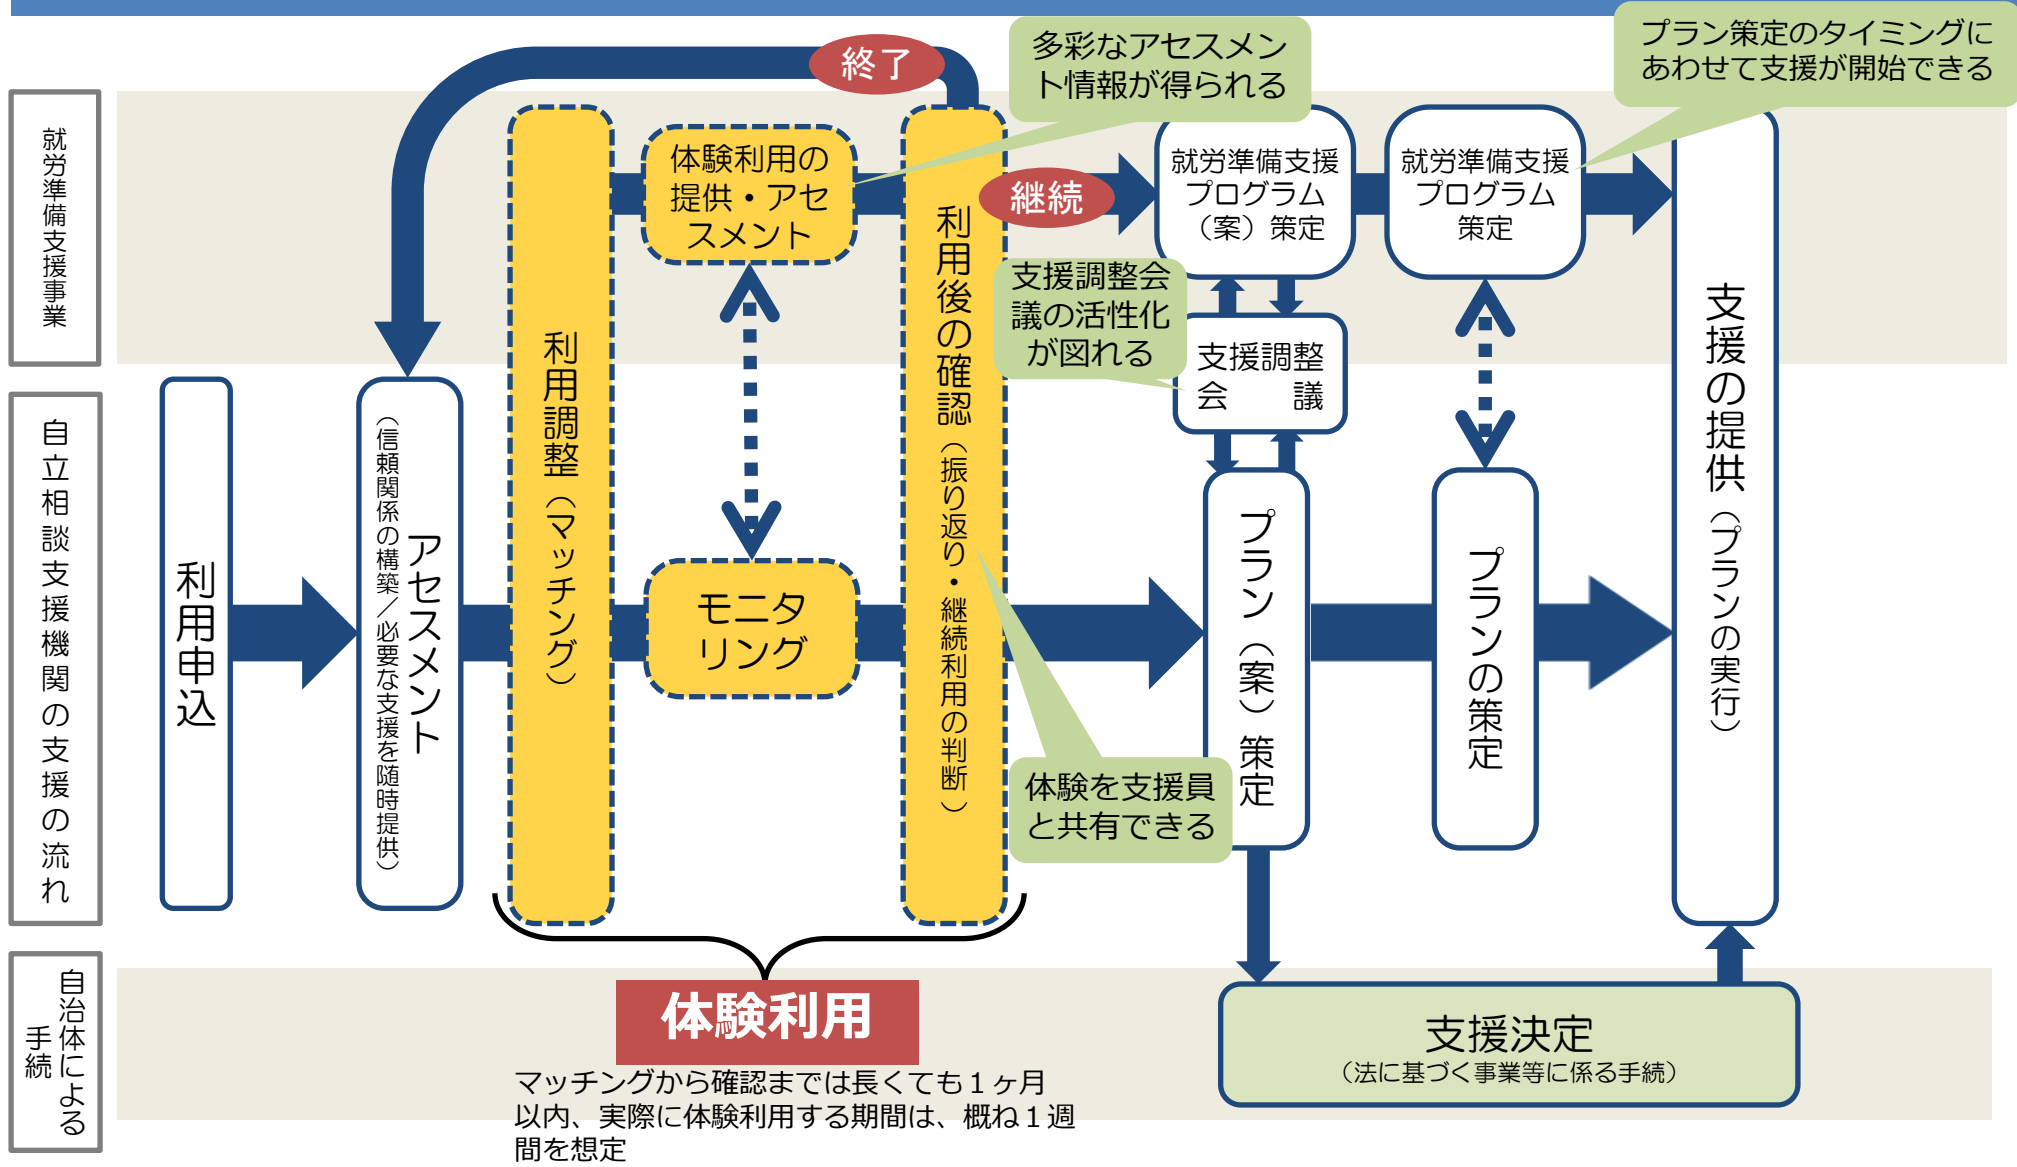 終了
多彩なアセスメン
ト情報が得られる
プラン策定のタイミングに
あわせて支援が開始できる
就労準備支援事業
体験利用の
提供・アセ
スメント
継続
就労準備支援
プログラム
（案）策定
就労準備支援
プログラム
策定
支援調整会
議の活性化
が図れる
支援調整
会　　議
自立相談支援機関の支援の流れ
利用申込
アセスメント
（信頼関係の構築／必要な支援を随時提供）
利用調整（マッチング）
モニタ
リング
利用後の確認（振り返り・継続利用の判断）
体験を支援員
と共有できる
プラン（案）策定
プランの策定
支援の提供（プランの実行）
自治体による
手続
体験利用
マッチングから確認までは長くても１ヶ月
以内、実際に体験利用する期間は、概ね１週
間を想定
支援決定
（法に基づく事業等に係る手続）